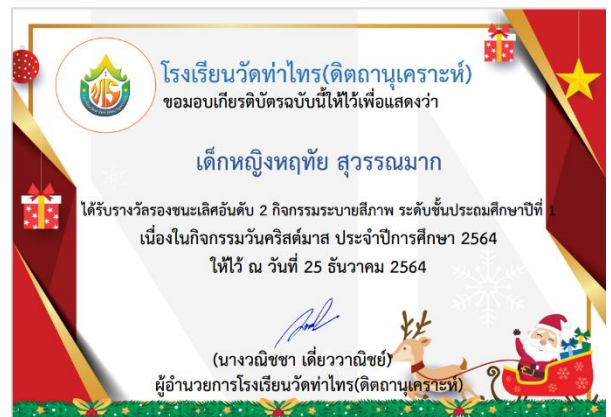 โรงเรียนวัดท่าไทร(ดิตถานุเคราะห์)
ขอมอบเกียรติบัตรฉบับนี้ให้ไว้เพื่อแสดงว่า
เด็กหญิงหฤทัย สุวรรณมาก
ได้รับรางวัลรองชนะเลิศอันดับ 2 กิจกรรมระบายสีภาพ ระดับชั้นประถมศึกษาปีที่ 1
เนื่องในกิจกรรมวันคริสต์มาส ประจำปีการศึกษา 2564
ให้ไว้ ณ วันที่ 25 ธันวาคม 2564
(นางวณิชชา เดี่ยววาณิชย์)
ผู้อำนวยการโรงเรียนวัดท่าไทร(ดิตถานุเคราะห์)